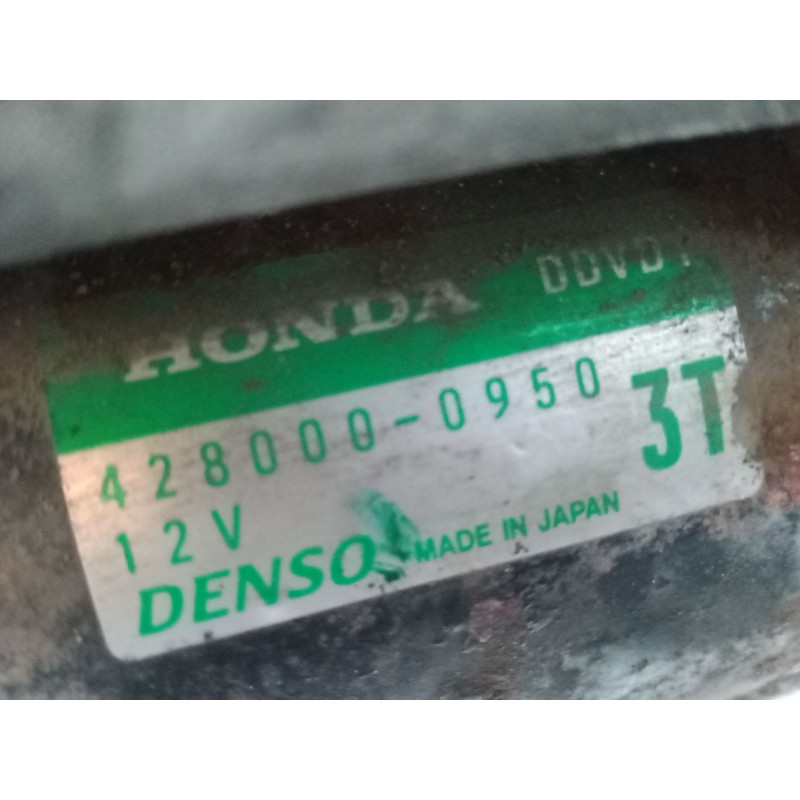 HONDA
428000-0950 3T
12V
DENSO MADE IN JAPAN